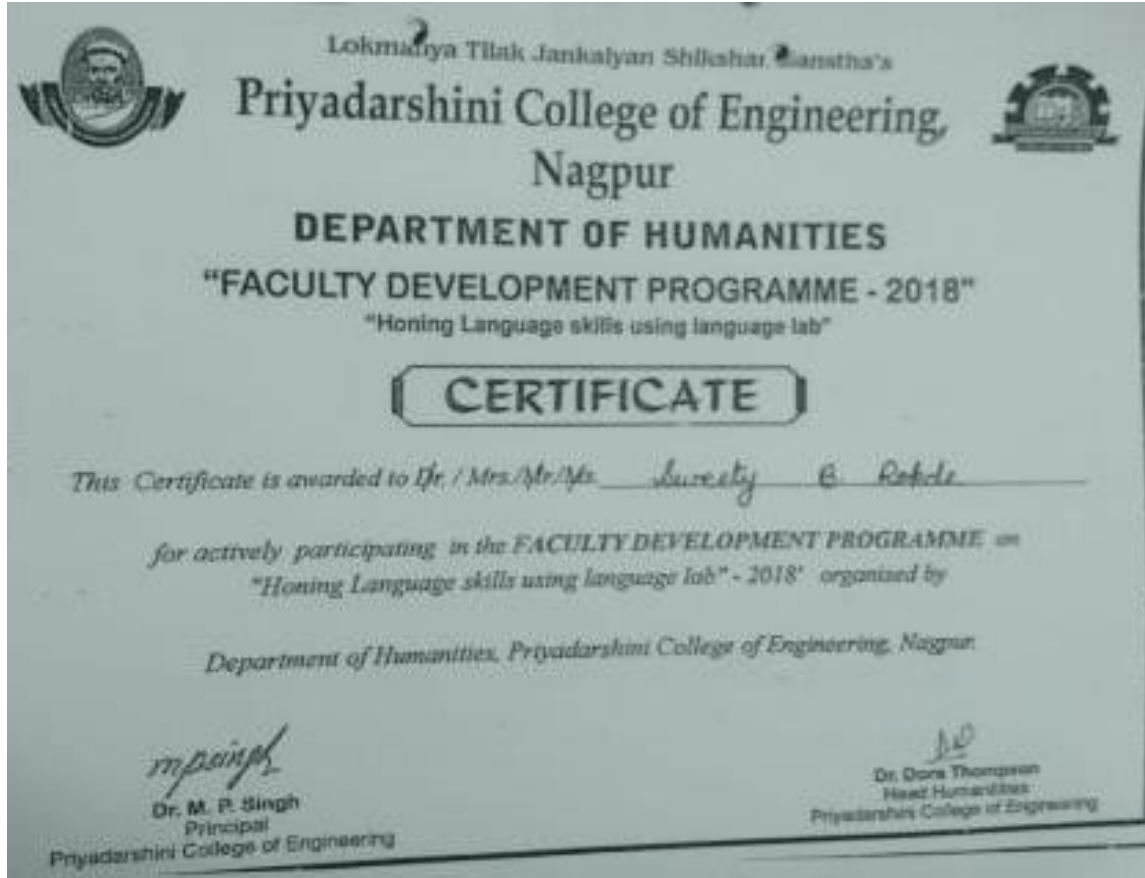 Lokmanya Tilak Jankalyan Shikshan Sanstha's
Priyadarshini College of Engineering,
Nagpur
DEPARTMENT OF HUMANITIES
"FACULTY DEVELOPMENT PROGRAMME - 2018"
"Honing Language skills using language lab"
CERTIFICATE
This Certificate is awarded to Dr. / Mrs./Mr./Ms. Sweety B.
for actively participating in the FACULTY DEVELOPMENT PROGRAMME on
"Honing Language skills using language lab" - 2018' organised by
Department of Humanities, Priyadarshini College of Engineering, Nagpur.
mpsingh
Dr. M. P. Singh
Principal
Priyadarshini College of Engineering
Dr. Dora Thompson
Head Humanities
Priyadarshini College of Engineering